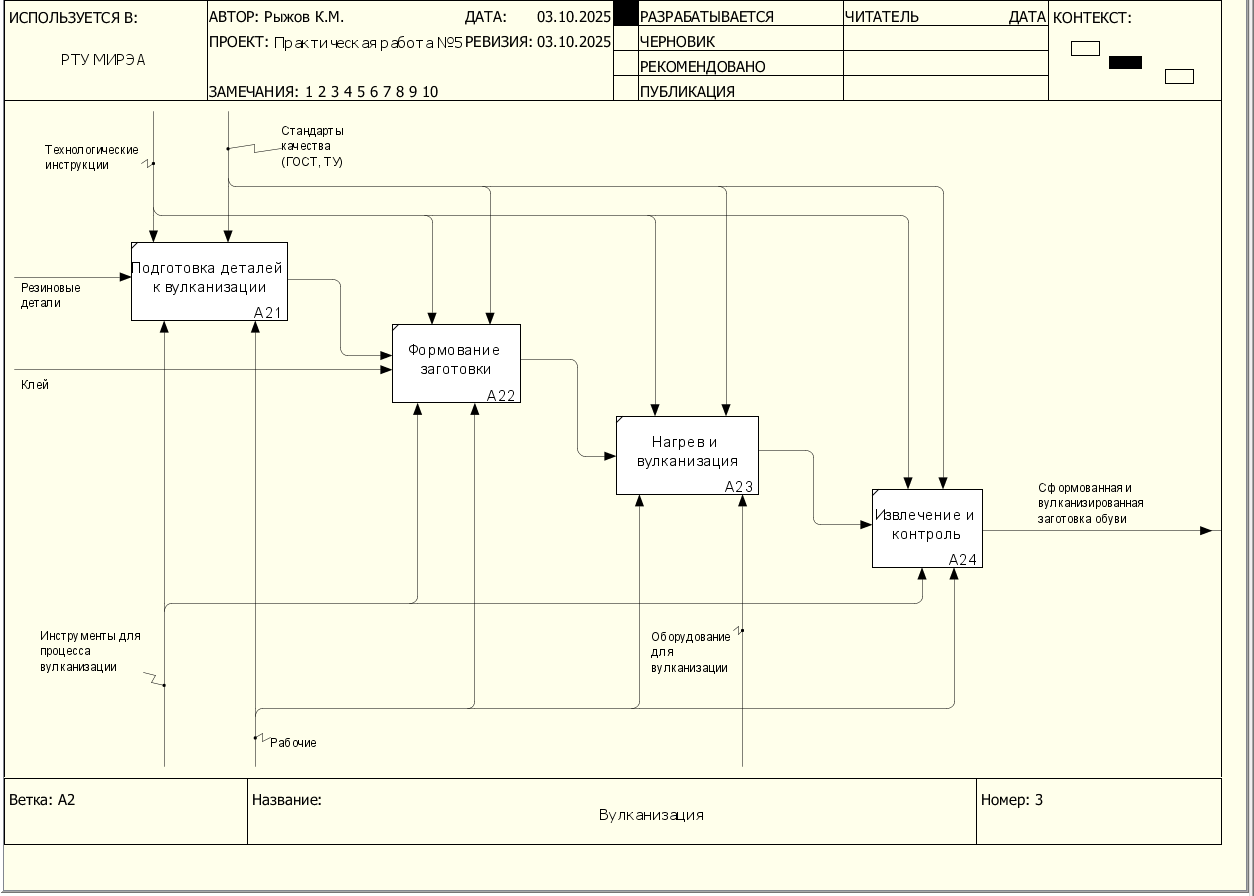 ИСПОЛЬЗУЕТСЯ В:
РТУ МИРЭА
АВТОР: Рыжов К.М.
ДАТА: 03.10.2025
ПРОЕКТ: Практическая работа №5
РЕВИЗИЯ: 03.10.2025
ЗАМЕЧАНИЯ: 1 2 3 4 5 6 7 8 9 10
РАЗРАБАТЫВАЕТСЯ
ЧЕРНОВИК
РЕКОМЕНДОВАНО
ПУБЛИКАЦИЯ
ЧИТАТЕЛЬ
ДАТА
КОНТЕКСТ:
Технологические
инструкции
Стандарты
качества
(ГОСТ, ТУ)
Подготовка деталей
к вулканизации
A21
Резиновые
детали
Клей
Формование
заготовки
A22
Нагрев и
вулканизация
A23
Извлечение и
контроль
A24
Сформованная и
вулканизированная
заготовка обуви
Инструменты для
процесса
вулканизации
Оборудование
для
вулканизации
Рабочие
Ветка: A2
Название:
Вулканизация
Номер: 3